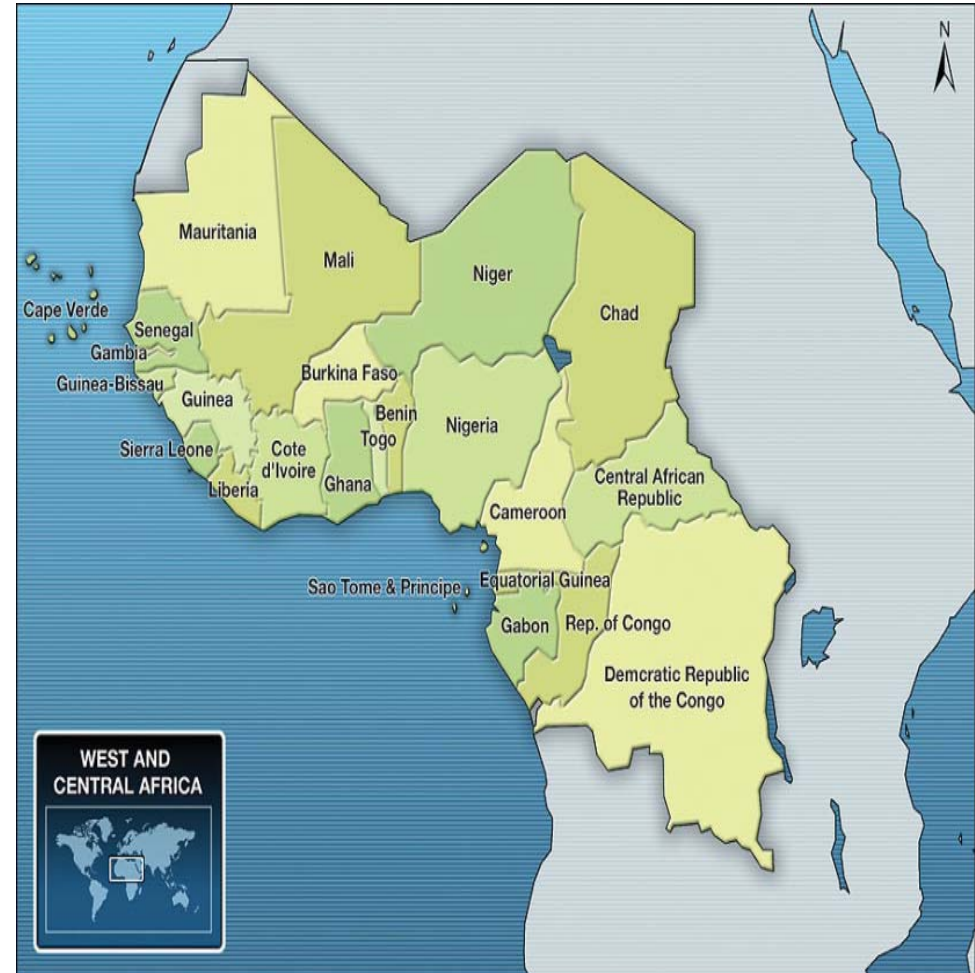 N
Mauritania
Mali
Niger
Chad
Cape Verde
Senegal
Gambia
Guinea-Bissau
Guinea
Burkina Faso
Benin
Togo
Nigeria
Sierra Leone
Cote
d'Ivoire
Ghana
Liberia
Central African
Republic
Cameroon
Sao Tome & Principe
Equatorial Guinea
Gabon
Rep. of Congo
Demcratic Republic
of the Congo
WEST AND
CENTRAL AFRICA